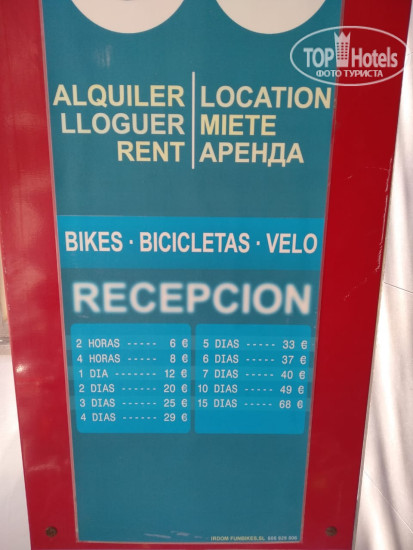 TOP Hotels
ФОТО ТУРИСТА
ALQUILER LOCATION
LLOGUER MIETE
RENT АРЕНДА
BIKES · BICICLETAS · VELO
RECEPCION
2 HORAS ----- 6 €
4 HORAS ----- 8 €
1 DIA ------- 12 €
2 DIAS ----- 20 €
3 DIAS ----- 25 €
4 DIAS ----- 29 €
5 DIAS ----- 33 €
6 DIAS ----- 37 €
7 DIAS ----- 40 €
10 DIAS ----- 49 €
15 DIAS ----- 68 €